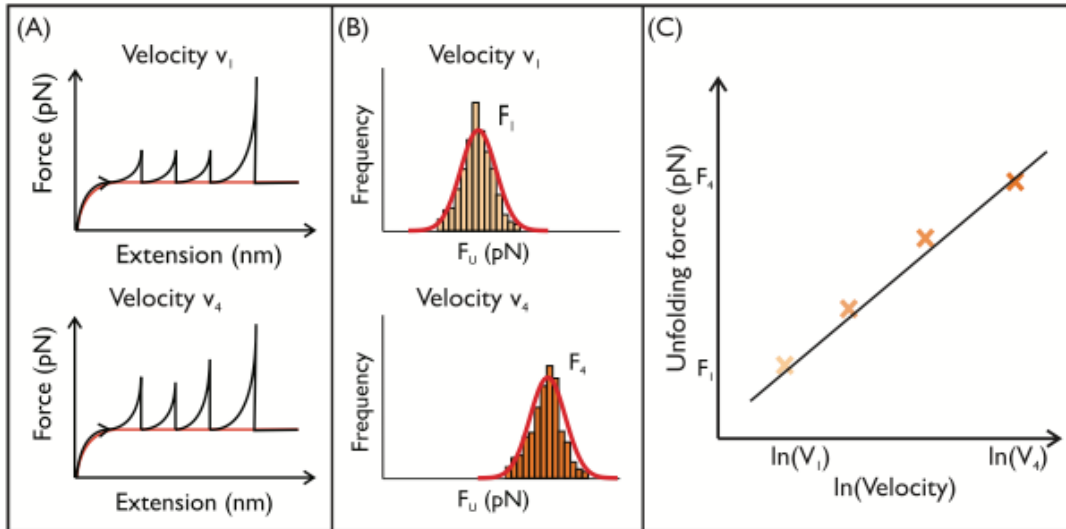 (A)
Velocity v₁
Force (pN)
Extension (nm)
Velocity v₄
Force (pN)
Extension (nm)
(B)
Velocity v₁
Frequency
F₁
Fᵤ (pN)
Velocity v₄
Frequency
F₄
Fᵤ (pN)
(C)
Unfolding force (pN)
F₄
F₁
ln(V₁)
ln(V₄)
ln(Velocity)